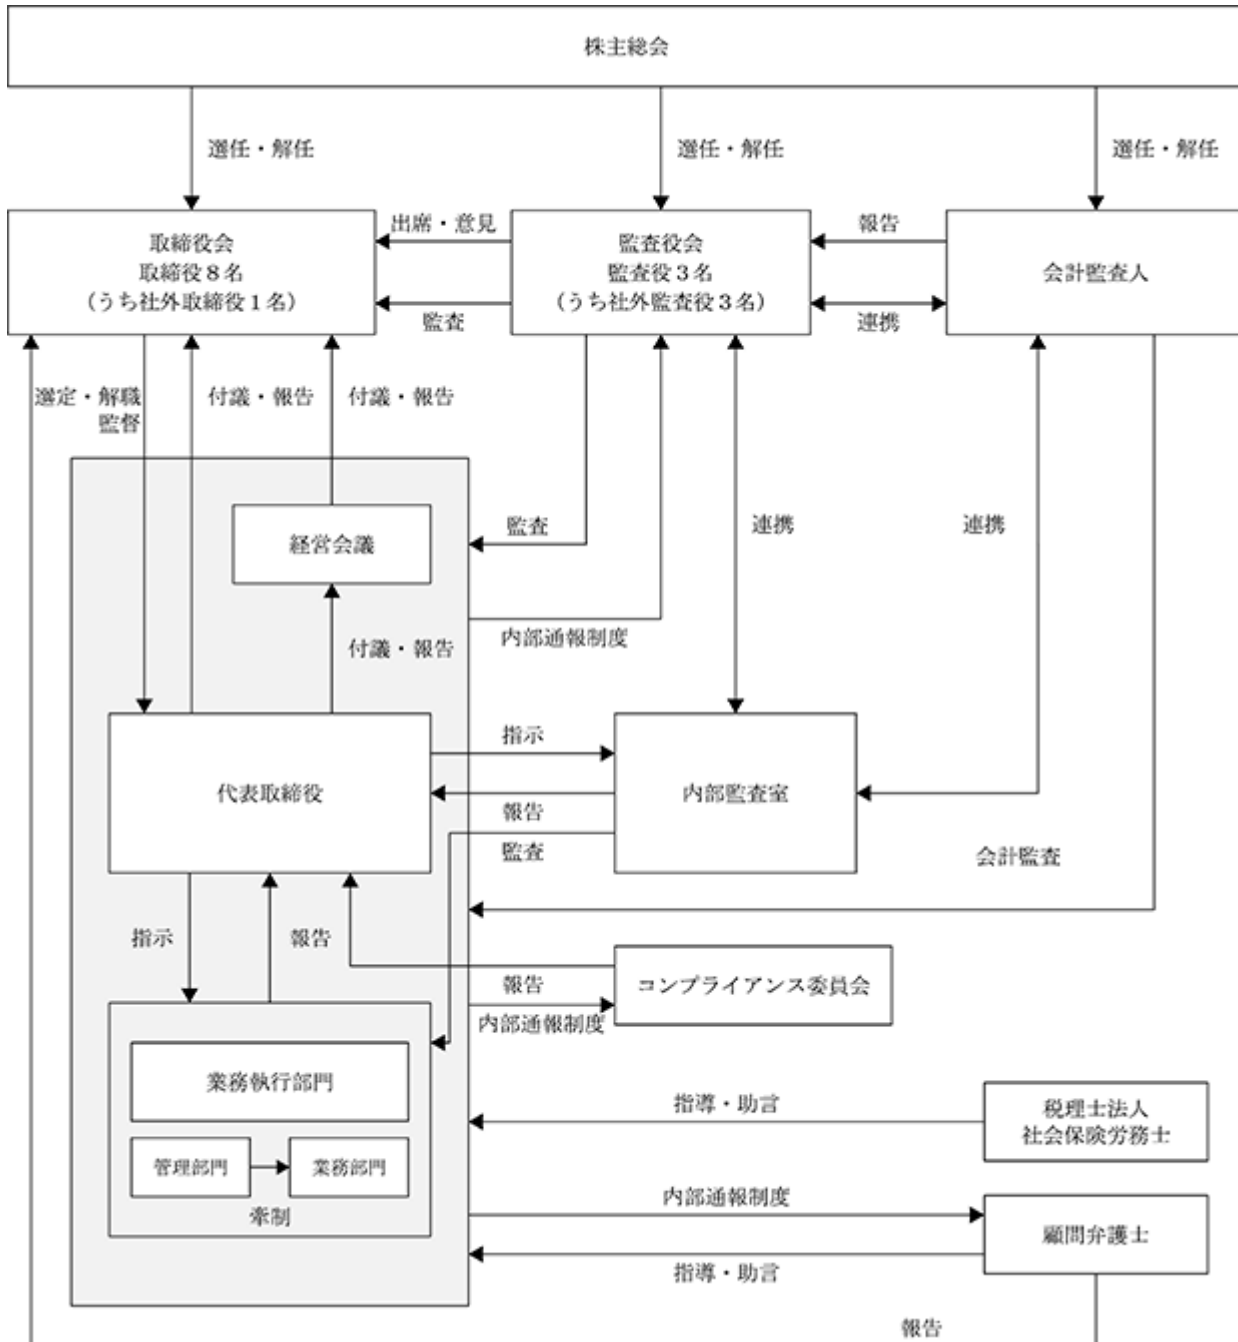 株主総会
選任・解任
選任・解任
選任・解任
取締役会
取締役８名
（うち社外取締役１名）
出席・意見
監査
監査役会
監査役３名
（うち社外監査役３名）
報告
連携
会計監査人
選定・解職
監督
付議・報告
付議・報告
経営会議
監査
連携
連携
内部通報制度
付議・報告
代表取締役
指示
報告
監査
内部監査室
会計監査
指示
報告
報告
内部通報制度
コンプライアンス委員会
業務執行部門
管理部門
業務部門
牽制
指導・助言
税理士法人
社会保険労務士
内部通報制度
指導・助言
顧問弁護士
報告